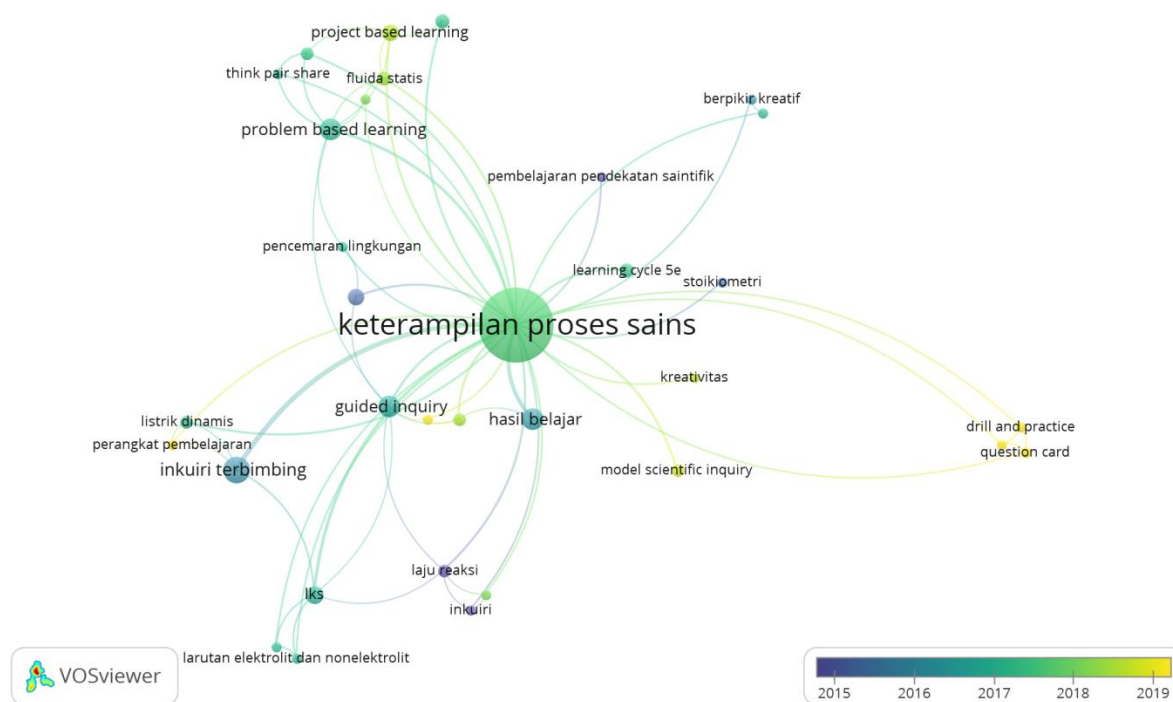 project based learning
think pair share
fluida statis
berpikir kreatif
problem based learning
pembelajaran pendekatan saintifik
pencemaran lingkungan
learning cycle 5e
stoikiometri
keterampilan proses sains
kreativitas
guided inquiry
hasil belajar
listrik dinamis
drill and practice
perangkat pembelajaran
question card
inkuiri terbimbing
model scientific inquiry
laju reaksi
lks
inkuiri
larutan elektrolit dan nonelektrolit
VOSviewer
2015 2016 2017 2018 2019